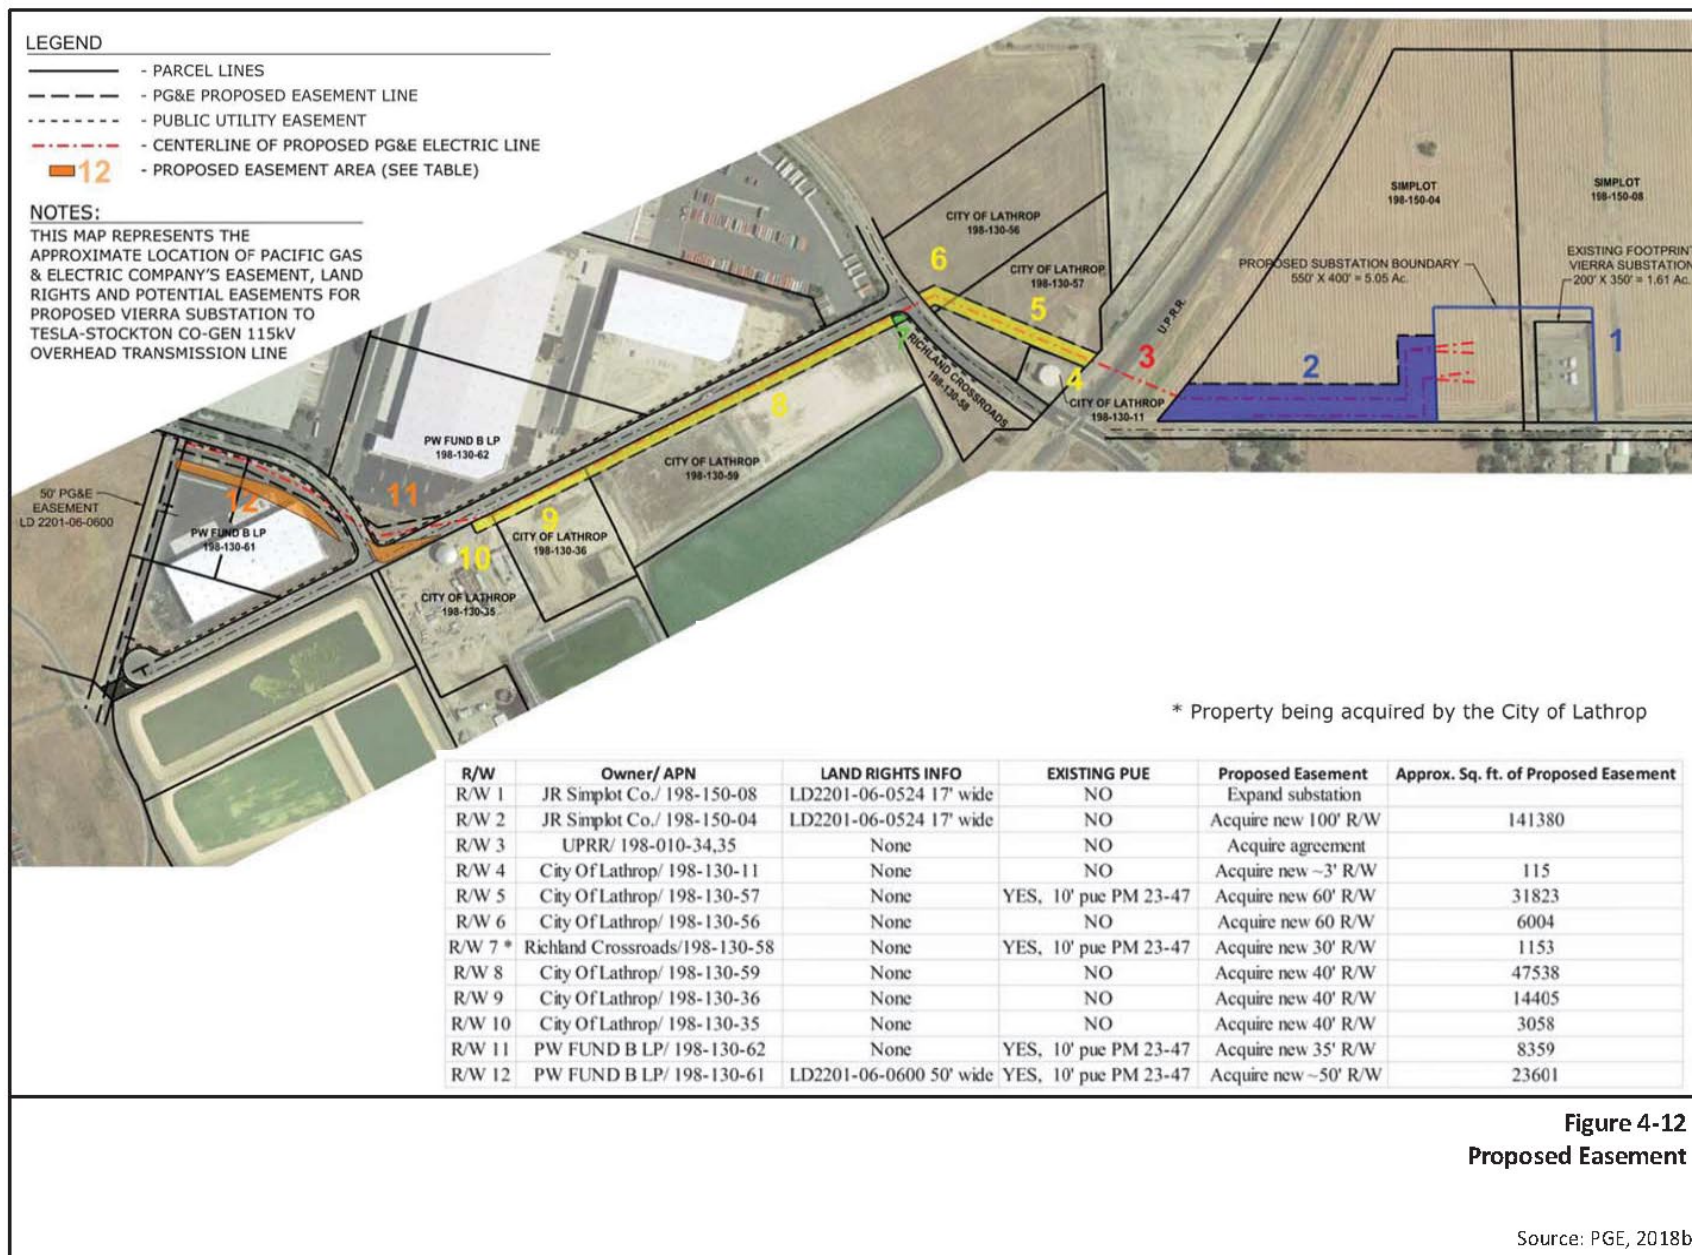 LEGEND
- PARCEL LINES
- PG&E PROPOSED EASEMENT LINE
- PUBLIC UTILITY EASEMENT
- CENTERLINE OF PROPOSED PG&E ELECTRIC LINE
12 - PROPOSED EASEMENT AREA (SEE TABLE)
NOTES:
THIS MAP REPRESENTS THE
APPROXIMATE LOCATION OF PACIFIC GAS
& ELECTRIC COMPANY'S EASEMENT, LAND
RIGHTS AND POTENTIAL EASEMENTS FOR
PROPOSED VIERRA SUBSTATION TO
TESLA-STOCKTON CO-GEN 115kV
OVERHEAD TRANSMISSION LINE
SIMPLOT
198-150-04
SIMPLOT
198-150-08
CITY OF LATHROP
198-130-56
6
CITY OF LATHROP
198-130-57
5
PROPOSED SUBSTATION BOUNDARY
550' X 400' = 5.05 Ac.
EXISTING FOOTPRINT
VIERRA SUBSTATION
200' X 350' = 1.61 Ac.
U.P.R.R.
7
RICHLAND CROSSROADS
198-130-58
3
2
1
4
CITY OF LATHROP
198-130-11
8
PW FUND B LP
198-130-62
CITY OF LATHROP
198-130-59
50' PG&E
EASEMENT
LD 2201-06-0600
12
11
PW FUND B LP
198-130-61
9
CITY OF LATHROP
198-130-36
10
CITY OF LATHROP
198-130-35
* Property being acquired by the City of Lathrop
R/W Owner/ APN LAND RIGHTS INFO EXISTING PUE Proposed Easement Approx. Sq. ft. of Proposed Easement
R/W 1 JR Simplot Co./ 198-150-08 LD2201-06-0524 17' wide NO Expand substation
R/W 2 JR Simplot Co./ 198-150-04 LD2201-06-0524 17' wide NO Acquire new 100' R/W 141380
R/W 3 UPRR/ 198-010-34,35 None NO Acquire agreement
R/W 4 City Of Lathrop/ 198-130-11 None NO Acquire new ~3' R/W 115
R/W 5 City Of Lathrop/ 198-130-57 None YES, 10' pue PM 23-47 Acquire new 60' R/W 31823
R/W 6 City Of Lathrop/ 198-130-56 None NO Acquire new 60 R/W 6004
R/W 7 * Richland Crossroads/198-130-58 None YES, 10' pue PM 23-47 Acquire new 30' R/W 1153
R/W 8 City Of Lathrop/ 198-130-59 None NO Acquire new 40' R/W 47538
R/W 9 City Of Lathrop/ 198-130-36 None NO Acquire new 40' R/W 14405
R/W 10 City Of Lathrop/ 198-130-35 None NO Acquire new 40' R/W 3058
R/W 11 PW FUND B LP/ 198-130-62 None YES, 10' pue PM 23-47 Acquire new 35' R/W 8359
R/W 12 PW FUND B LP/ 198-130-61 LD2201-06-0600 50' wide YES, 10' pue PM 23-47 Acquire new ~50' R/W 23601
Figure 4-12
Proposed Easement
Source: PGE, 2018b